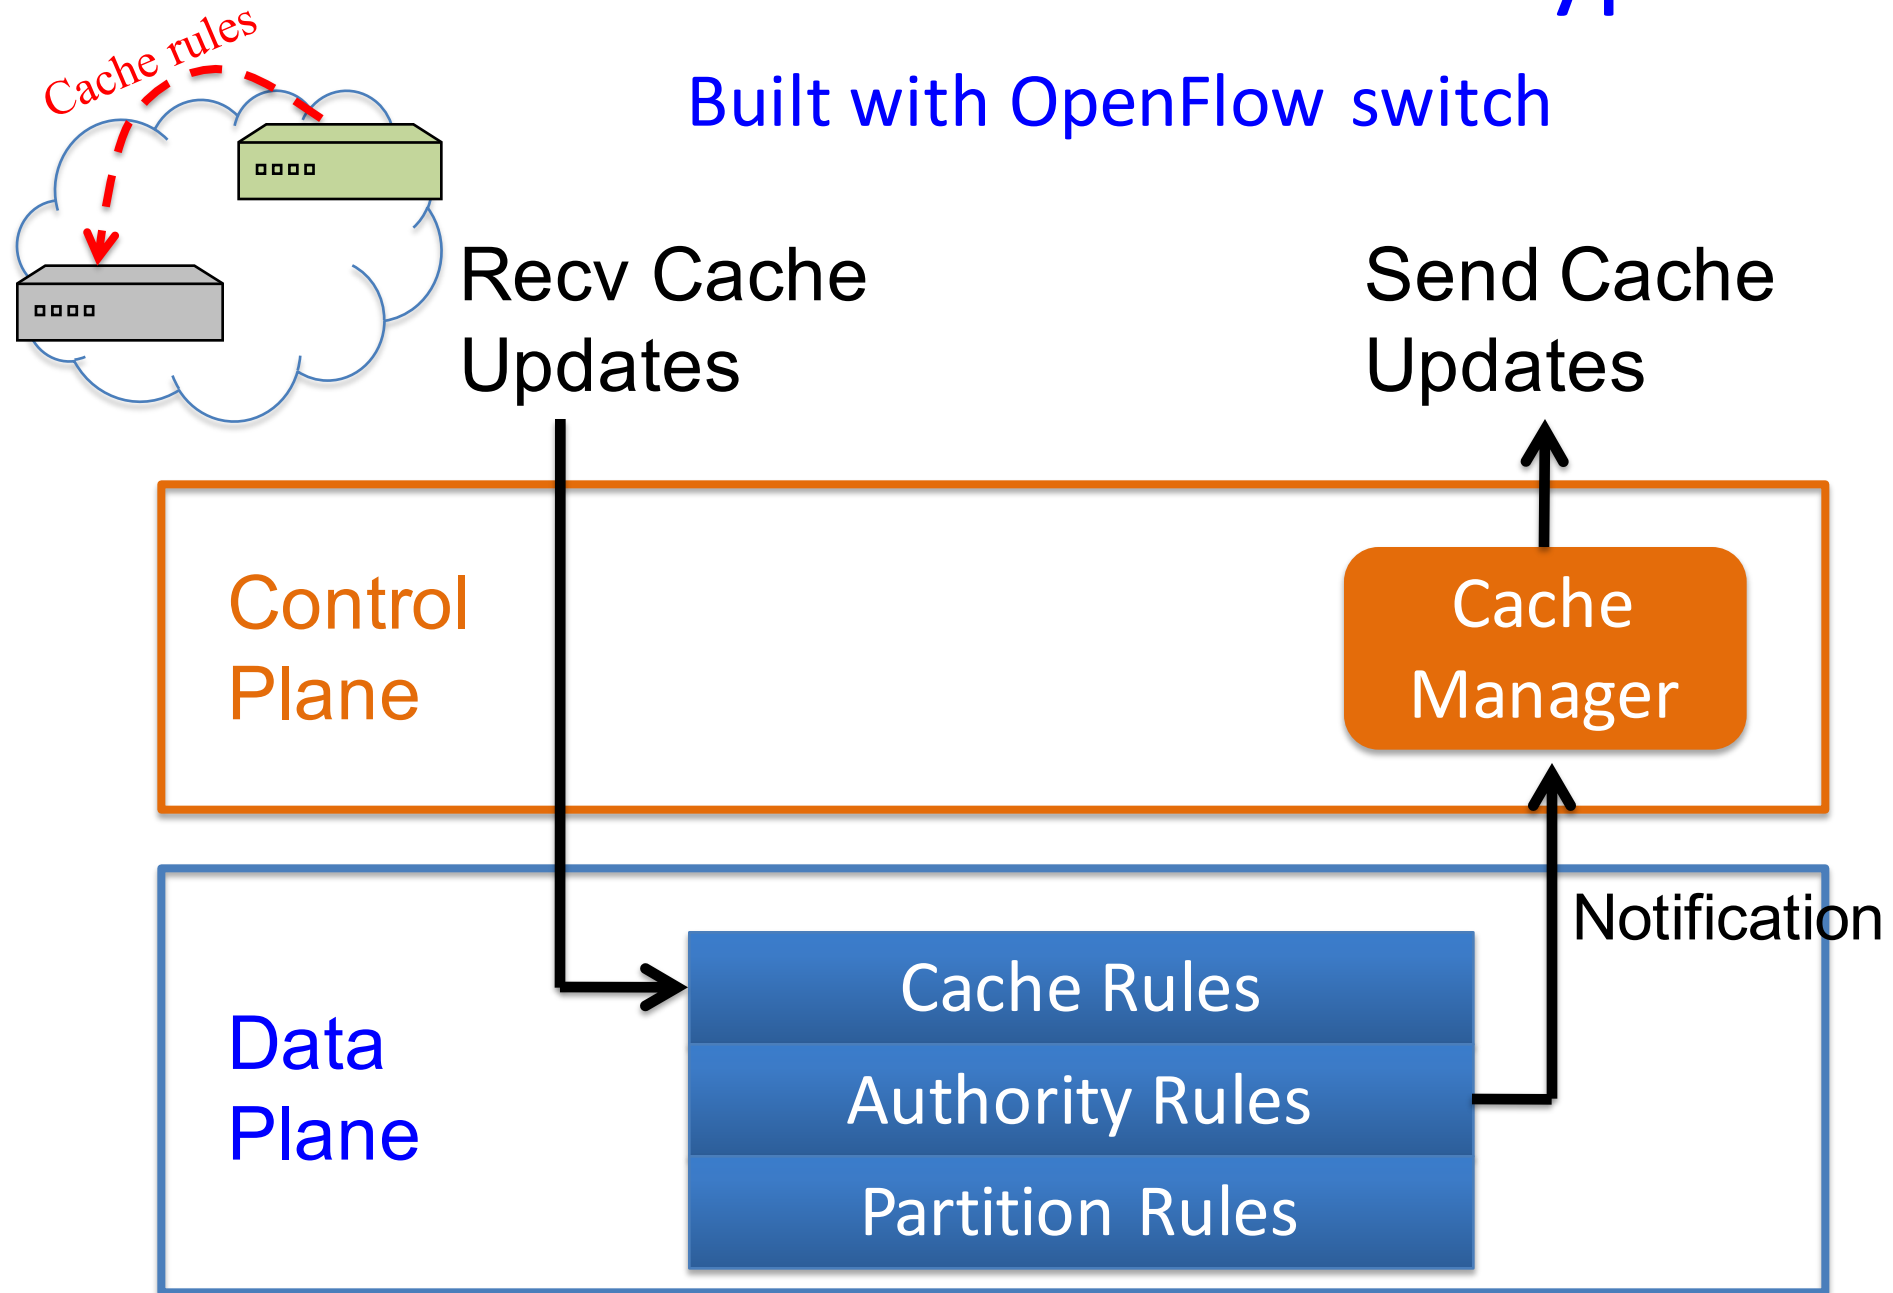 Cache rules
Built with OpenFlow switch
Recv Cache
Updates
Send Cache
Updates
Control
Plane
Cache
Manager
Notification
Data
Plane
Cache Rules
Authority Rules
Partition Rules